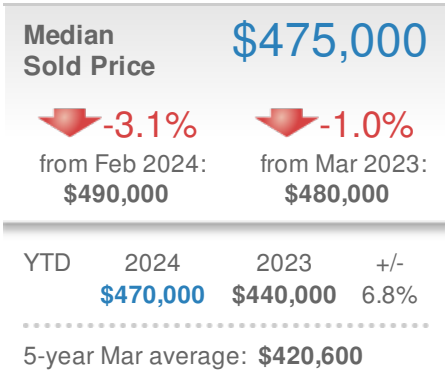 Median $475,000
Sold Price
-3.1% -1.0%
from Feb 2024: from Mar 2023:
$490,000 $480,000
YTD 2024 2023 +/-
$470,000 $440,000 6.8%
5-year Mar average: $420,600